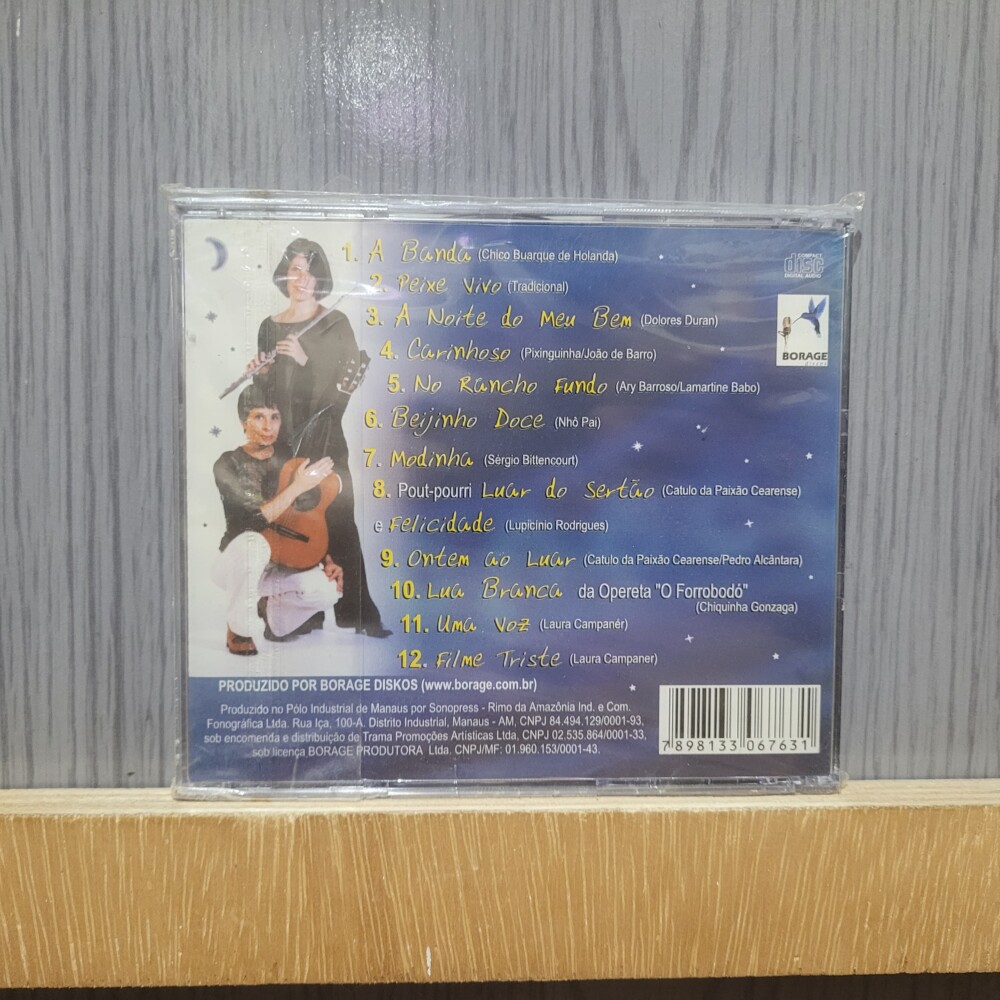 1. A Banda (Chico Buarque de Holanda)
2. Peixe Vivo (Tradicional)
3. A Noite do Meu Bem (Dolores Duran)
4. Carinhoso (Pixinguinha/João de Barro)
5. No Rancho Fundo (Ary Barroso/Lamartine Babo)
6. Beijinho Doce (Nhô Pai)
7. Modinha (Sérgio Bittencourt)
8. Pout-pourri Luar do Sertão (Catulo da Paixão Cearense)
e Felicidade (Lupicínio Rodrigues)
9. Ontem ao Luar (Catulo da Paixão Cearense/Pedro Alcântara)
10. Lua Branca da Opereta "O Forrobodó"
(Chiquinha Gonzaga)
11. Uma Voz (Laura Campanér)
12. Filme Triste (Laura Campaner)
COMPACT
disc
DIGITAL AUDIO
BORAGE
PRODUZIDO POR BORAGE DISKOS (www.borage.com.br)
Produzido no Pólo Industrial de Manaus por Sonopress - Rimo da Amazônia Ind. e Com.
Fonográfica Ltda. Rua Iça, 100-A. Distrito Industrial, Manaus - AM, CNPJ 84.494.129/0001-93,
sob encomenda e distribuição de Trama Promoções Artísticas Ltda, CNPJ 02.535.864/0001-33,
sob licença BORAGE PRODUTORA Ltda. CNPJ/MF: 01.960.153/0001-43.
7 898133 067631